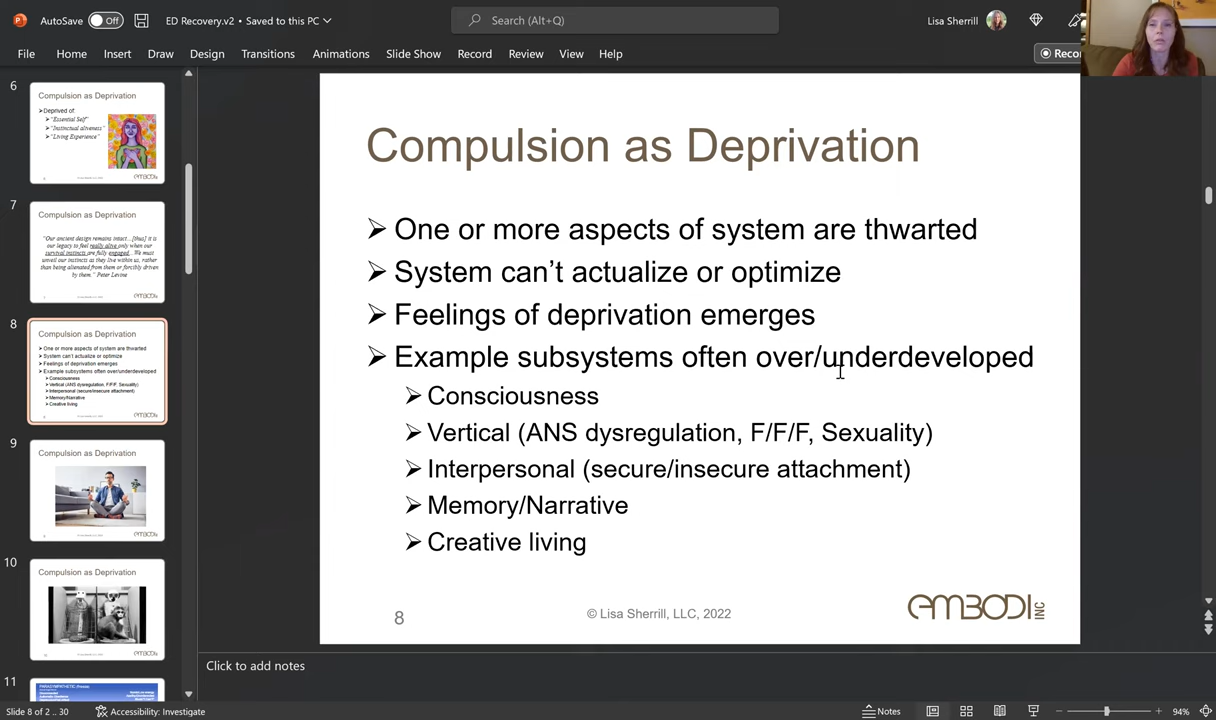 AutoSave Off ED Recovery.v2 • Saved to this PC Search (Alt+Q) Lisa Sherrill
File Home Insert Draw Design Transitions Animations Slide Show Record Review View Help Reco
6
Compulsion as Deprivation
➢Deprived of:
➢ "Essential Self"
➢ "Instinctual aliveness"
➢ "Living Experience"
7
Compulsion as Deprivation
"Our ancient design remains intact...[thus] it is
our legacy to feel really alive only when our
survival instincts are fully engaged...We must
unveil our instincts as they live within us, rather
than being alienated from them or forcibly driven
by them." Peter Levine
8
Compulsion as Deprivation
➢ One or more aspects of system are thwarted
➢ System can't actualize or optimize
➢ Feelings of deprivation emerges
➢ Example subsystems often over/underdeveloped
➢ Consciousness
➢ Vertical (ANS dysregulation, F/F/F, Sexuality)
➢ Interpersonal (secure/insecure attachment)
➢ Memory/Narrative
➢ Creative living
9
Compulsion as Deprivation
10
Compulsion as Deprivation
11
Compulsion as Deprivation
➢ One or more aspects of system are thwarted
➢ System can't actualize or optimize
➢ Feelings of deprivation emerges
➢ Example subsystems often over/underdeveloped
➢ Consciousness
➢ Vertical (ANS dysregulation, F/F/F, Sexuality)
➢ Interpersonal (secure/insecure attachment)
➢ Memory/Narrative
➢ Creative living
8 © Lisa Sherrill, LLC, 2022 EMBODI INC
Click to add notes
Slide 8 of 2 .. 30 Accessibility: Investigate Notes 94%